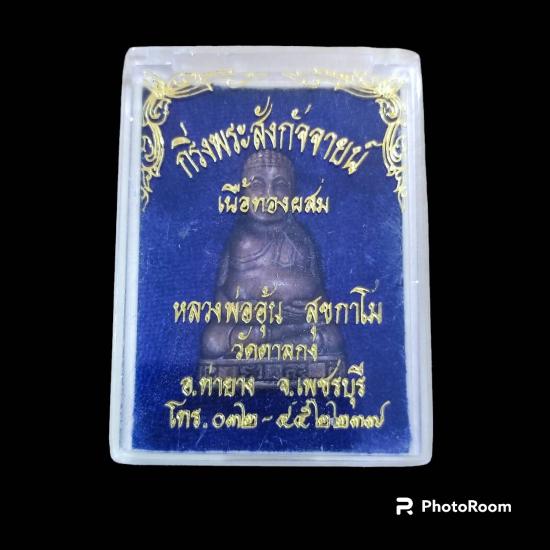 กริ่งพระสังกัจจายน์
เนื้อทองผสม
หลวงพ่ออุ้น สุขกาโม
วัดตาลกง
อ.ท่ายาง จ.เพชรบุรี
โทร. ๐๓๒-๔๕๒๒๓๗
PhotoRoom